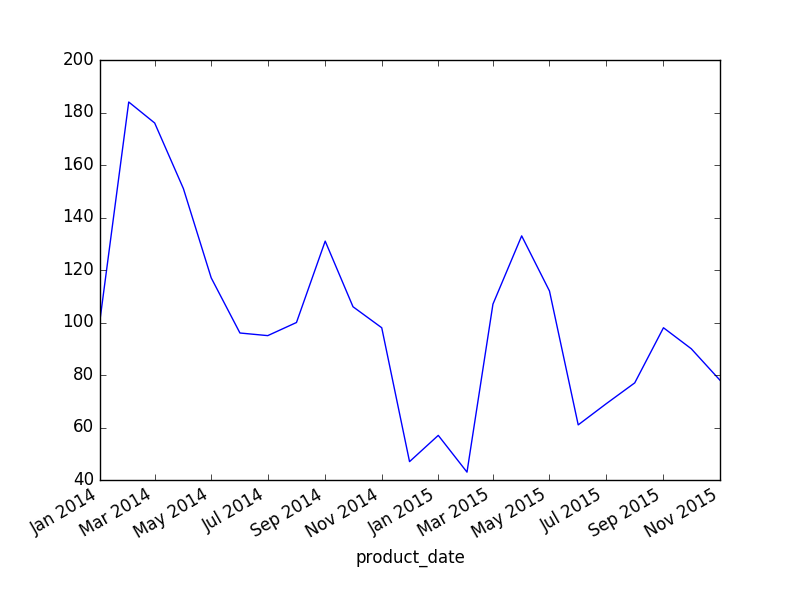 200
180
160
140
120
100
80
60
40
Jan 2014
Mar 2014
May 2014
Jul 2014
Sep 2014
Nov 2014
Jan 2015
Mar 2015
May 2015
Jul 2015
Sep 2015
Nov 2015
product_date